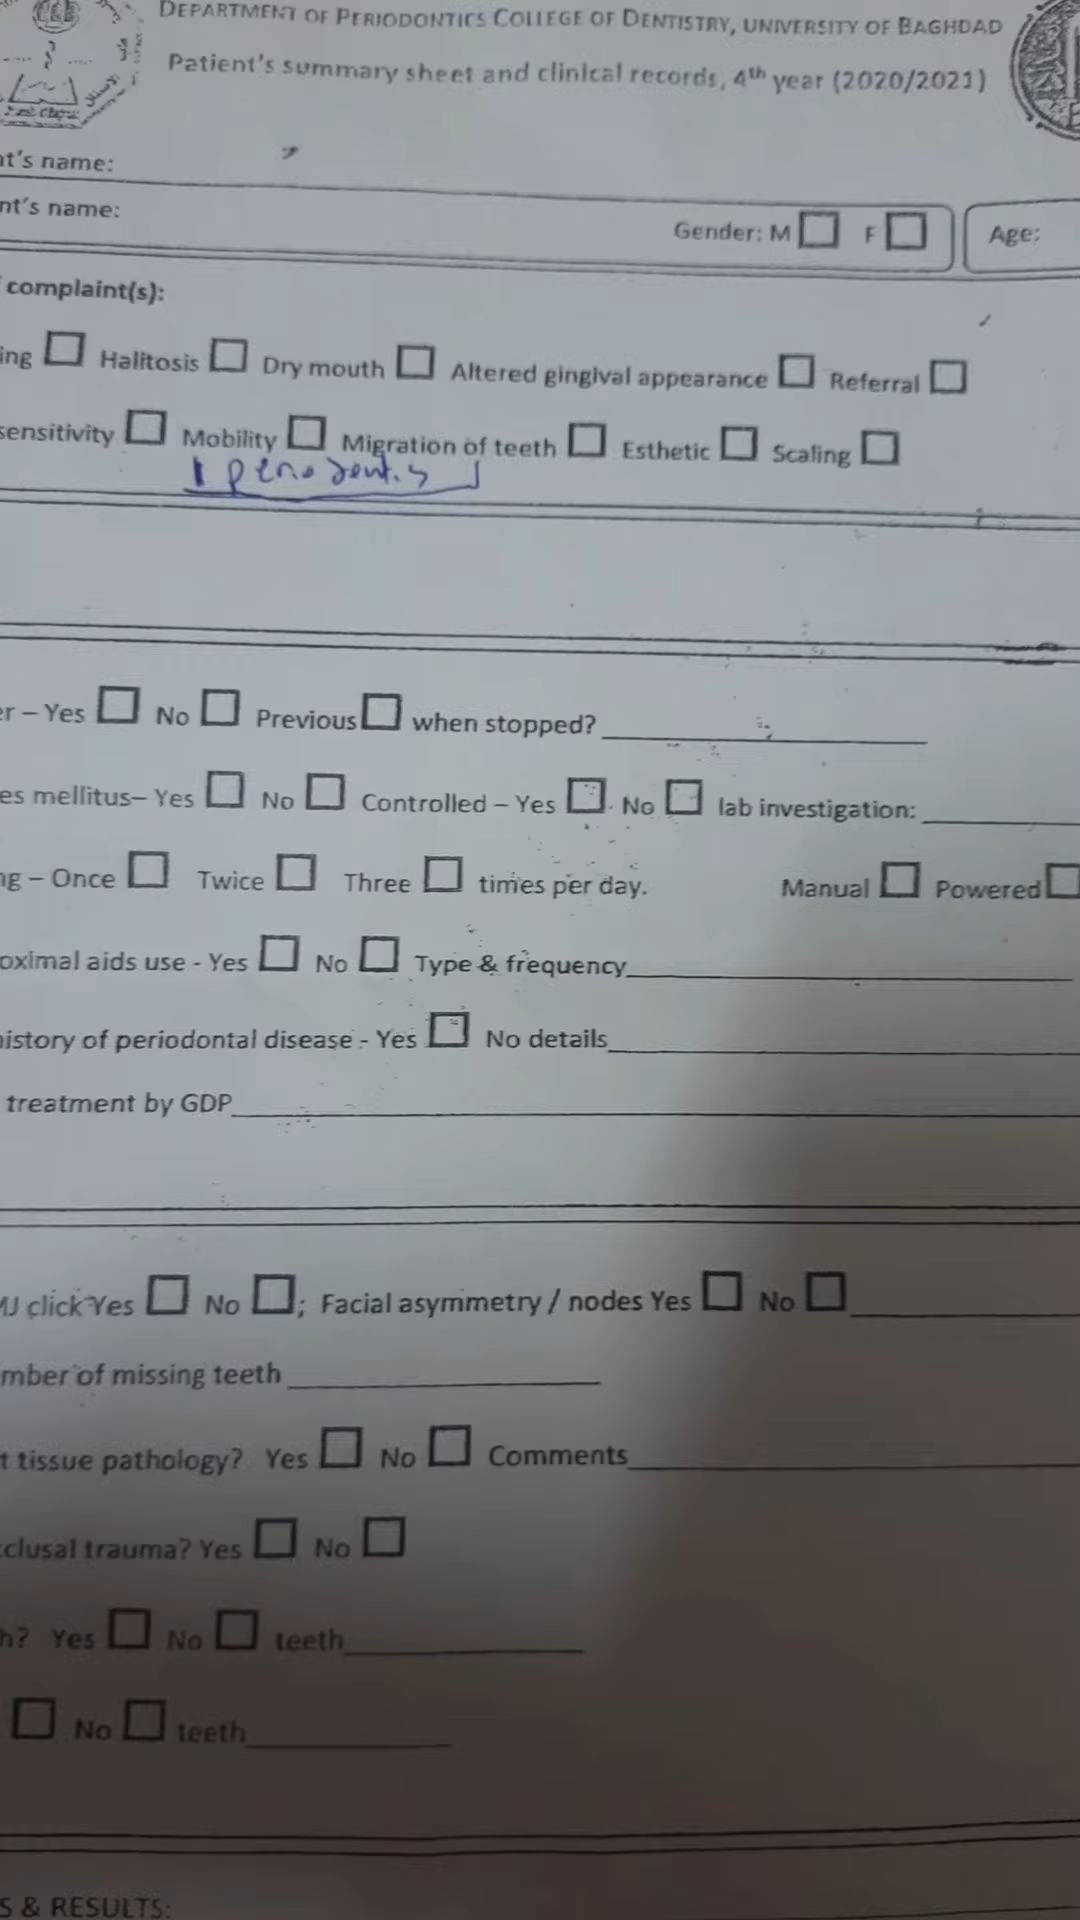 DEPARTMENT OF PERIODONTICS COLLEGE OF DENTISTRY, UNIVERSITY OF BAGHDAD
Patient's summary sheet and clinical records, 4th year (2020/2021)
nt's name:
nt's name:
Gender: M F Age:
complaint(s):
ing Halitosis Dry mouth Altered gingival appearance Referral
sensitivity Mobility Migration of teeth Esthetic Scaling
er – Yes No Previous when stopped?
es mellitus– Yes No Controlled – Yes No lab investigation:
ng – Once Twice Three times per day. Manual Powered
oximal aids use - Yes No Type & frequency
history of periodontal disease - Yes No details
treatment by GDP
MJ click Yes No ; Facial asymmetry / nodes Yes No
mber of missing teeth
t tissue pathology? Yes No Comments
cclusal trauma? Yes No
h? Yes No teeth
No teeth
S & RESULTS: